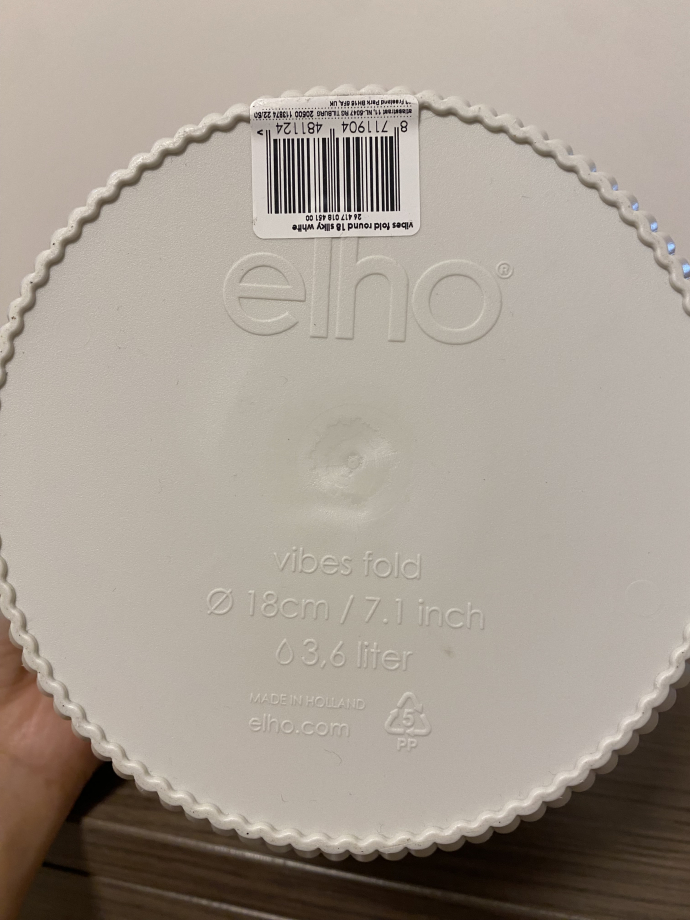 vibes fold round 18 silky white
26 417 018 451 00
8 711904 481124 >
elho®
vibes fold
Ø 18cm / 7.1 inch
3,6 liter
MADE IN HOLLAND
elho.com
5
PP